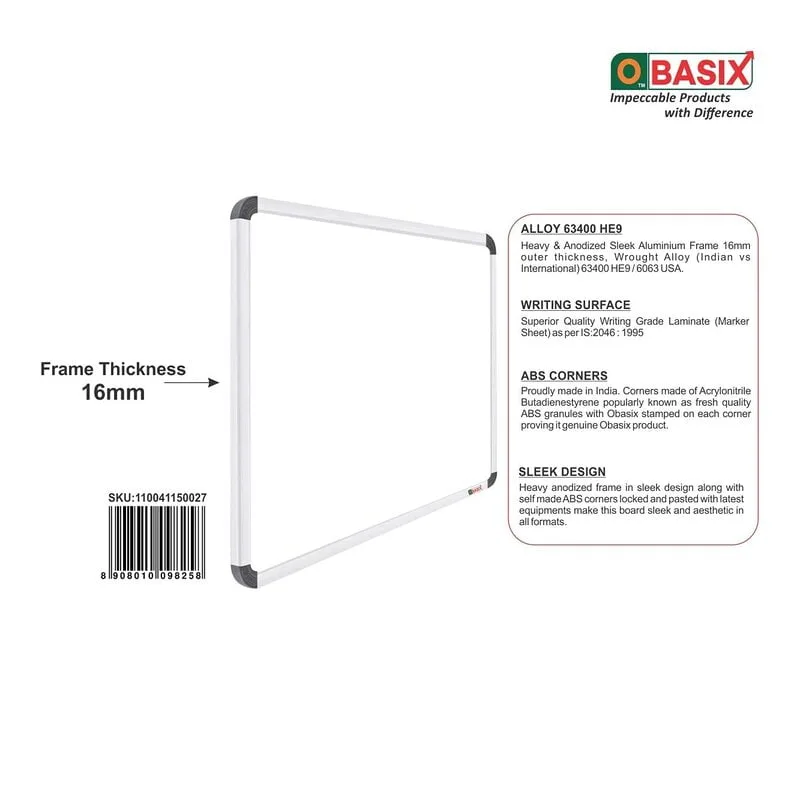 OBASIX
TM
Impeccable Products
with Difference
ALLOY 63400 HE9
Heavy & Anodized Sleek Aluminium Frame 16mm
outer thickness, Wrought Alloy (Indian vs
International) 63400 HE9 / 6063 USA.
WRITING SURFACE
Superior Quality Writing Grade Laminate (Marker
Sheet) as per IS:2046 : 1995
Frame Thickness
16mm
ABS CORNERS
Proudly made in India. Corners made of Acrylonitrile
Butadienestyrene popularly known as fresh quality
ABS granules with Obasix stamped on each corner
proving it genuine Obasix product.
SLEEK DESIGN
Heavy anodized frame in sleek design along with
self made ABS corners locked and pasted with latest
equipments make this board sleek and aesthetic in
all formats.
OBASIX
SKU:110041150027
8 908010 098258